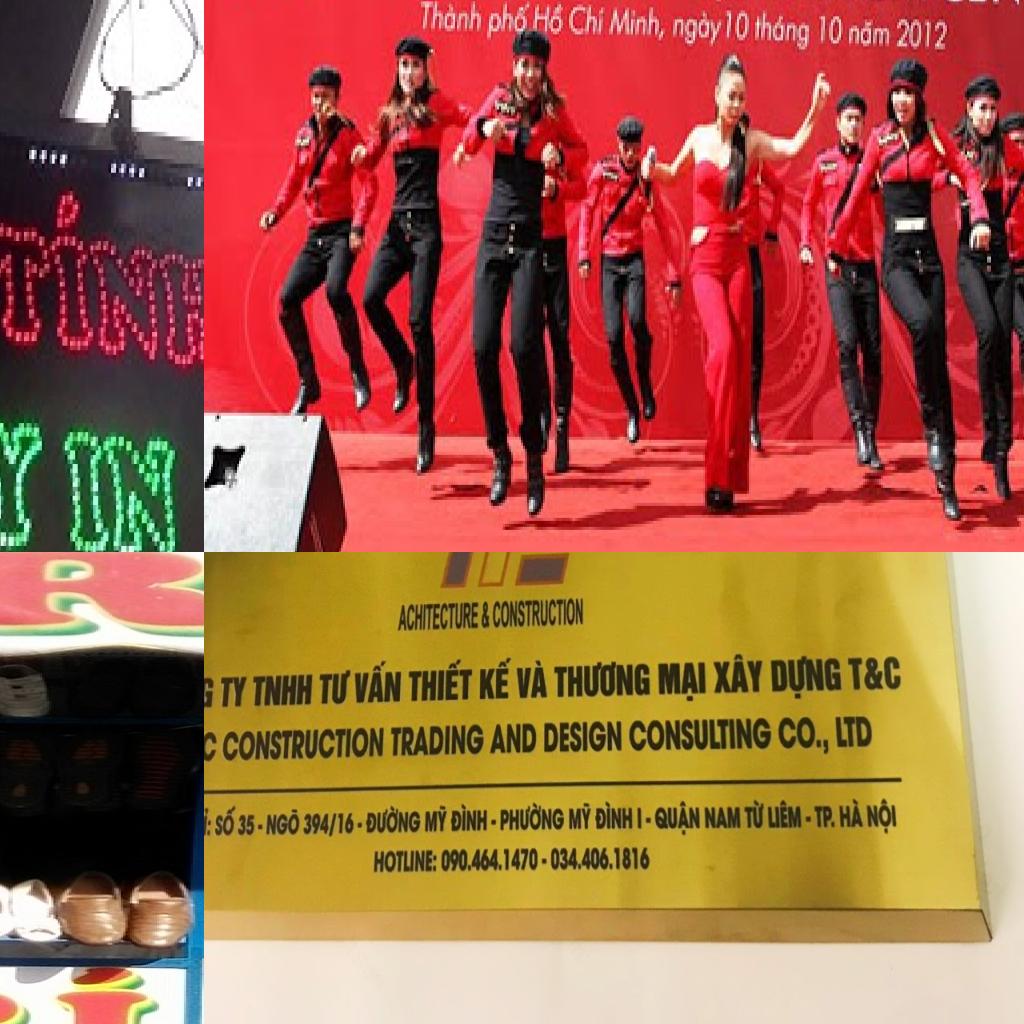 Thành phố Hồ Chí Minh, ngày 10 tháng 10 năm 2012
TÍNH
Y IN
R
ACHITECTURE & CONSTRUCTION
G TY TNHH TƯ VẤN THIẾT KẾ VÀ THƯƠNG MẠI XÂY DỰNG T&C
C CONSTRUCTION TRADING AND DESIGN CONSULTING CO., LTD
: SỐ 35 - NGÕ 394/16 - ĐƯỜNG MỸ ĐÌNH - PHƯỜNG MỸ ĐÌNH I - QUẬN NAM TỪ LIÊM - TP. HÀ NỘI
HOTLINE: 090.464.1470 - 034.406.1816